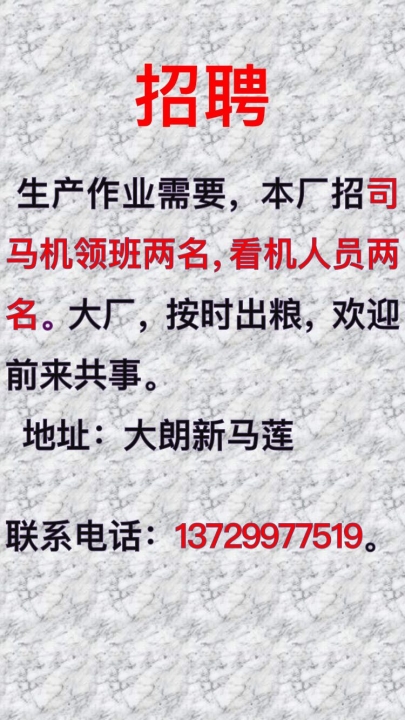 招聘
生产作业需要，本厂招司
马机领班两名，看机人员两
名。大厂，按时出粮，欢迎
前来共事。
地址：大朗新马莲
联系电话：13729977519。